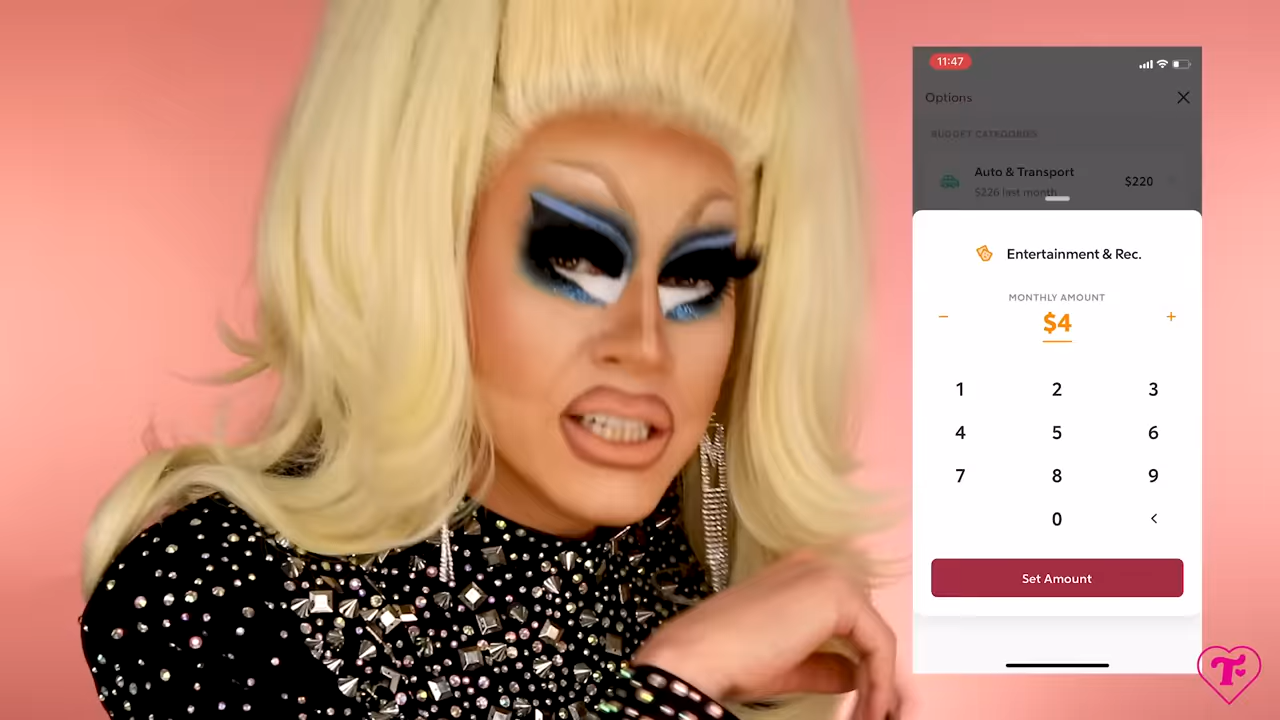 11:47
Options
BUDGET CATEGORIES
Auto & Transport
$220
$226 last month
Entertainment & Rec.
MONTHLY AMOUNT
− $4 +
1 2 3
4 5 6
7 8 9
0 <
Set Amount
T